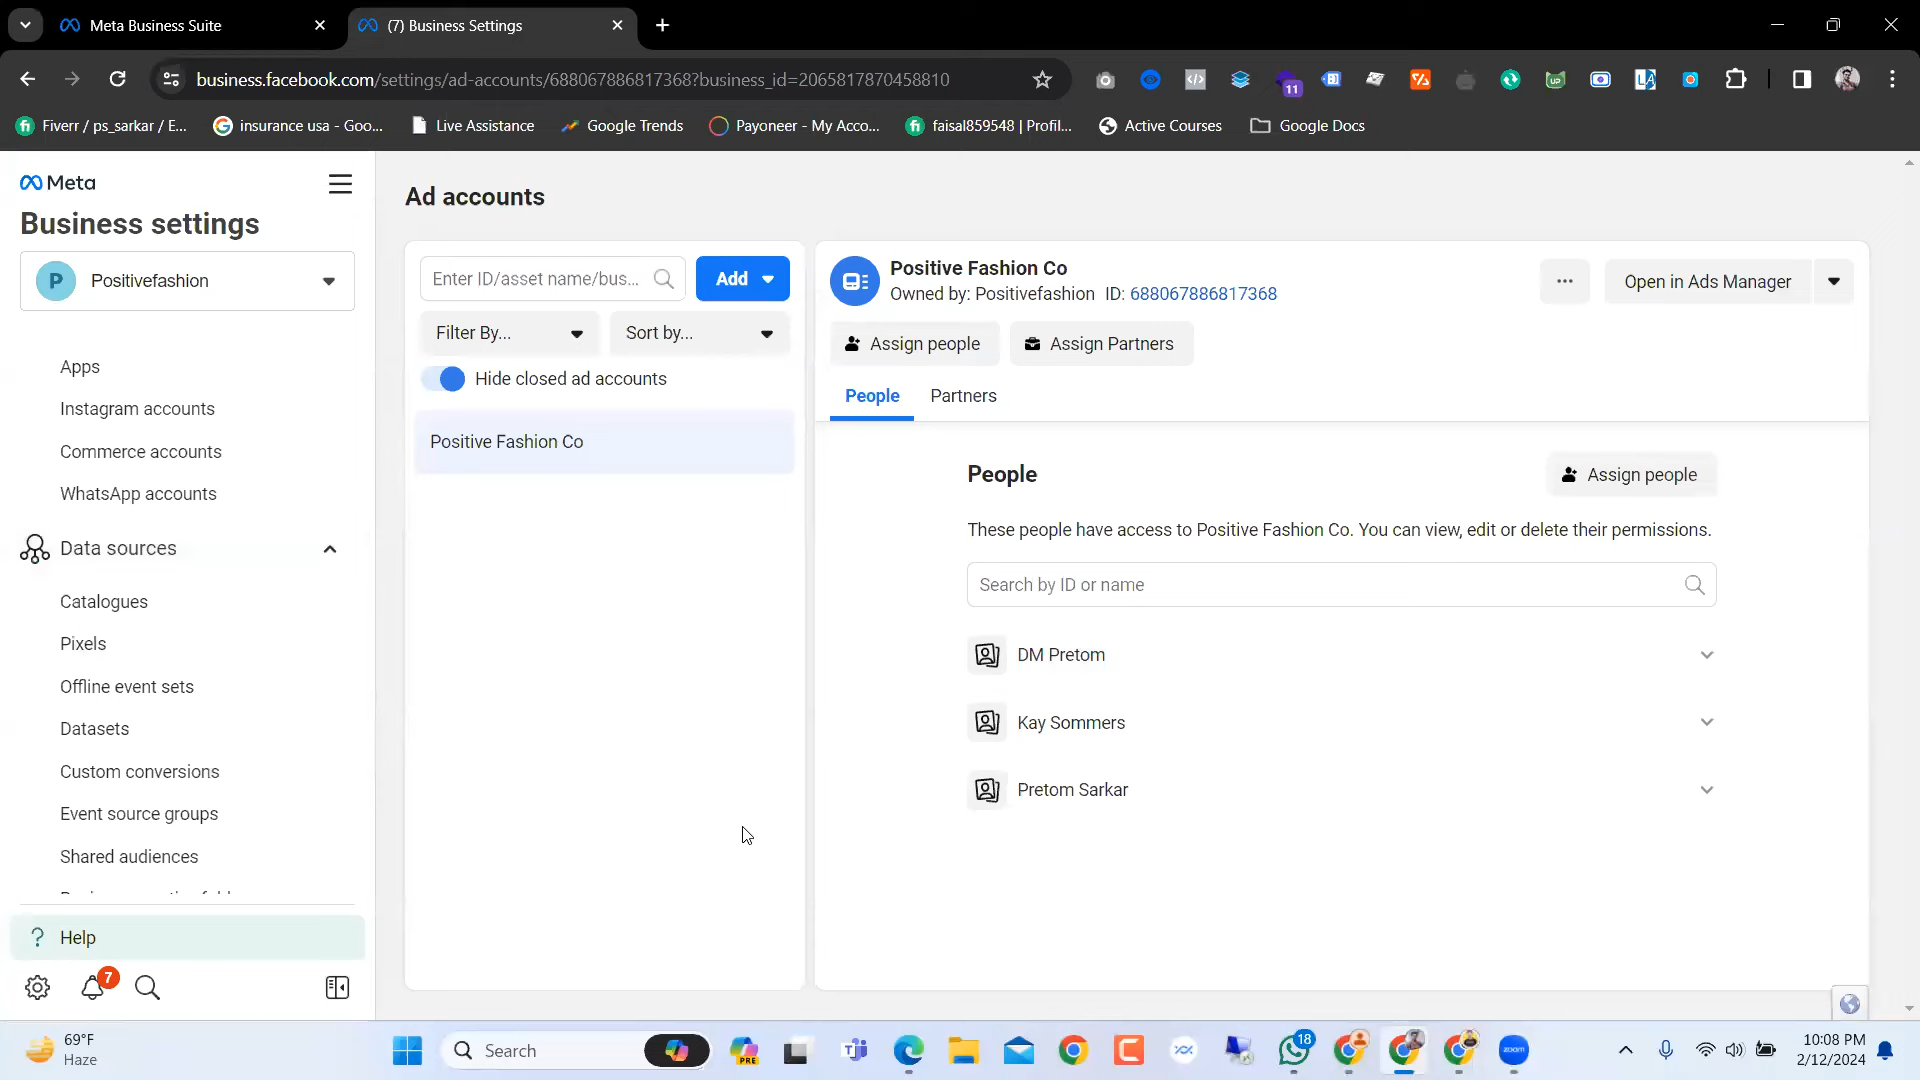 Meta Business Suite
(7) Business Settings
business.facebook.com/settings/ad-accounts/688067886817368?business_id=2065817870458810
11
Fiverr / ps_sarkar / E...
insurance usa - Goo...
Live Assistance
Google Trends
Payoneer - My Acco...
faisal859548 | Profil...
Active Courses
Google Docs
Meta
Business settings
P
Positivefashion
Apps
Instagram accounts
Commerce accounts
WhatsApp accounts
Data sources
Catalogues
Pixels
Offline event sets
Datasets
Custom conversions
Event source groups
Shared audiences
Help
7
Ad accounts
Enter ID/asset name/bus...
Add
Filter By...
Sort by...
Hide closed ad accounts
Positive Fashion Co
Positive Fashion Co
Owned by: Positivefashion ID: 688067886817368
Open in Ads Manager
Assign people
Assign Partners
People
Partners
People
Assign people
These people have access to Positive Fashion Co. You can view, edit or delete their permissions.
Search by ID or name
DM Pretom
Kay Sommers
Pretom Sarkar
69°F
Haze
Search
PRE
18
zoom
10:08 PM
2/12/2024